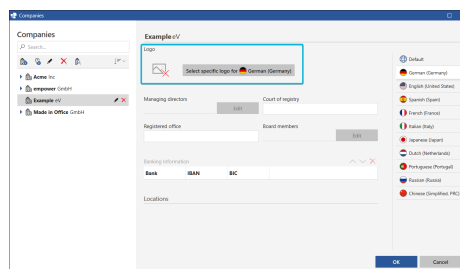 Companies
Companies
Search...
Acme Inc
empower GmbH
Example eV
Made in Office GmbH
Example eV
Logo
Select specific logo for German (Germany)
Managing directors
Edit
Court of registry
Registered office
Board members
Edit
Banking information
Bank IBAN BIC
Locations
Default
German (Germany)
English (United States)
Spanish (Spain)
French (France)
Italian (Italy)
Japanese (Japan)
Dutch (Netherlands)
Portuguese (Portugal)
Russian (Russia)
Chinese (Simplified, PRC)
OK Cancel